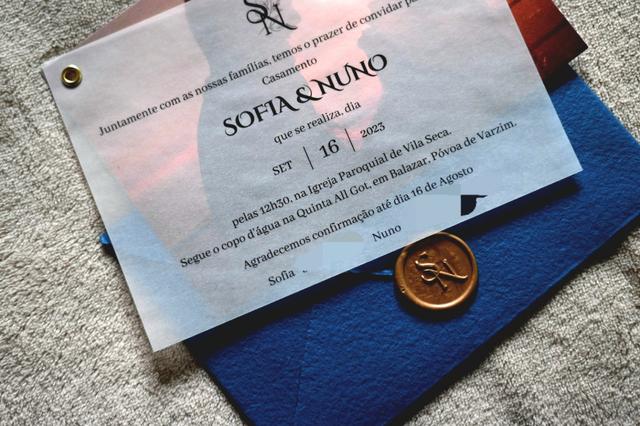 SN
Juntamente com as nossas famílias, temos o prazer de convidar
Casamento
SOFIA & NUNO
que se realiza, dia
SET | 16 | 2023
pelas 12h30, na Igreja Paroquial de Vila Seca.
Segue o copo d'água na Quinta All Got, em Balazar, Póvoa de Varzim.
Agradecemos confirmação até dia 16 de Agosto
Sofia Nuno
SN